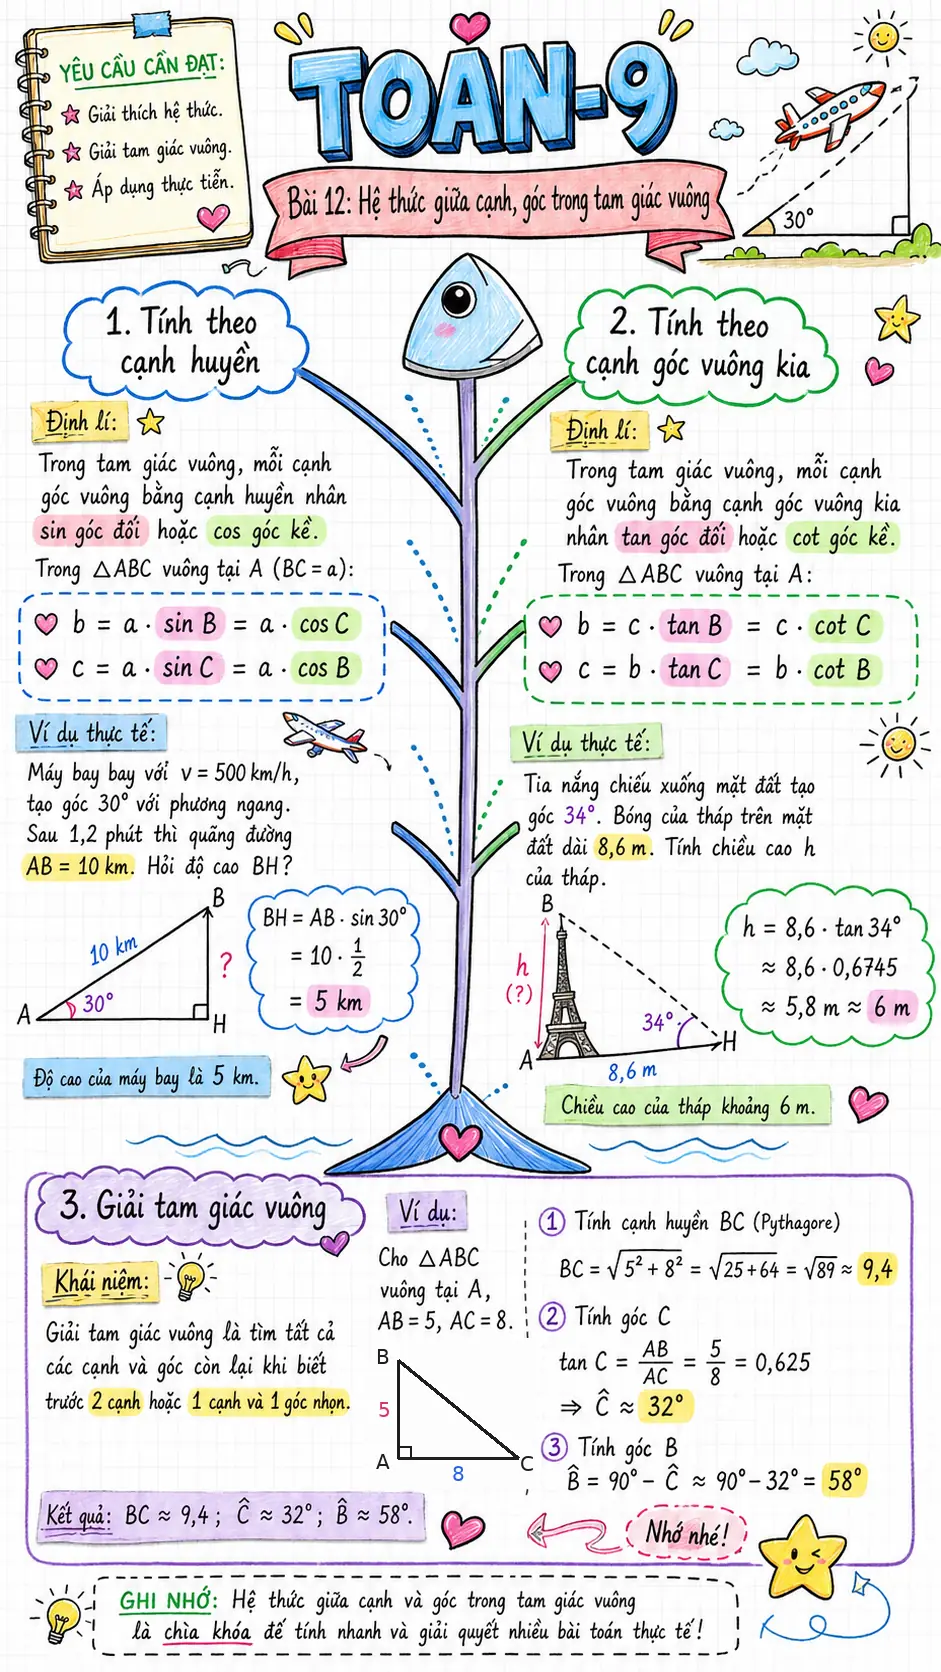 YÊU CẦU CẦN ĐẠT:
Giải thích hệ thức.
Giải tam giác vuông.
Áp dụng thực tiễn.
TOÁN-9
Bài 12: Hệ thức giữa cạnh, góc trong tam giác vuông
30°
1. Tính theo
cạnh huyền
Định lí:
Trong tam giác vuông, mỗi cạnh
góc vuông bằng cạnh huyền nhân
sin góc đối hoặc cos góc kề.
Trong △ABC vuông tại A (BC = a):
b = a · sin B = a · cos C
c = a · sin C = a · cos B
Ví dụ thực tế:
Máy bay bay với v = 500 km/h,
tạo góc 30° với phương ngang.
Sau 1,2 phút thì quãng đường
AB = 10 km. Hỏi độ cao BH?
B
10 km
?
30°
A
H
BH = AB · sin 30°
= 10 · 1/2
= 5 km
Độ cao của máy bay là 5 km.
2. Tính theo
cạnh góc vuông kia
Định lí:
Trong tam giác vuông, mỗi cạnh
góc vuông bằng cạnh góc vuông kia
nhân tan góc đối hoặc cot góc kề.
Trong △ABC vuông tại A:
b = c · tan B = c · cot C
c = b · tan C = b · cot B
Ví dụ thực tế:
Tia nắng chiếu xuống mặt đất tạo
góc 34°. Bóng của tháp trên mặt
đất dài 8,6 m. Tính chiều cao h
của tháp.
B
h
(?)
34°
A
H
8,6 m
h = 8,6 · tan 34°
≈ 8,6 · 0,6745
≈ 5,8 m ≈ 6 m
Chiều cao của tháp khoảng 6 m.
3. Giải tam giác vuông
Khái niệm:
Giải tam giác vuông là tìm tất cả
các cạnh và góc còn lại khi biết
trước 2 cạnh hoặc 1 cạnh và 1 góc nhọn.
Ví dụ:
Cho △ABC
vuông tại A,
AB = 5, AC = 8.
B
5
A
C
8
① Tính cạnh huyền BC (Pythagore)
BC = √(5² + 8²) = √(25+64) = √89 ≈ 9,4
② Tính góc C
tan C = AB/AC = 5/8 = 0,625
⇒ Ĉ ≈ 32°
③ Tính góc B
B̂ = 90° − Ĉ ≈ 90° − 32° = 58°
Kết quả: BC ≈ 9,4 ; Ĉ ≈ 32° ; B̂ ≈ 58°.
Nhớ nhé!
GHI NHỚ: Hệ thức giữa cạnh và góc trong tam giác vuông
là chìa khóa để tính nhanh và giải quyết nhiều bài toán thực tế!